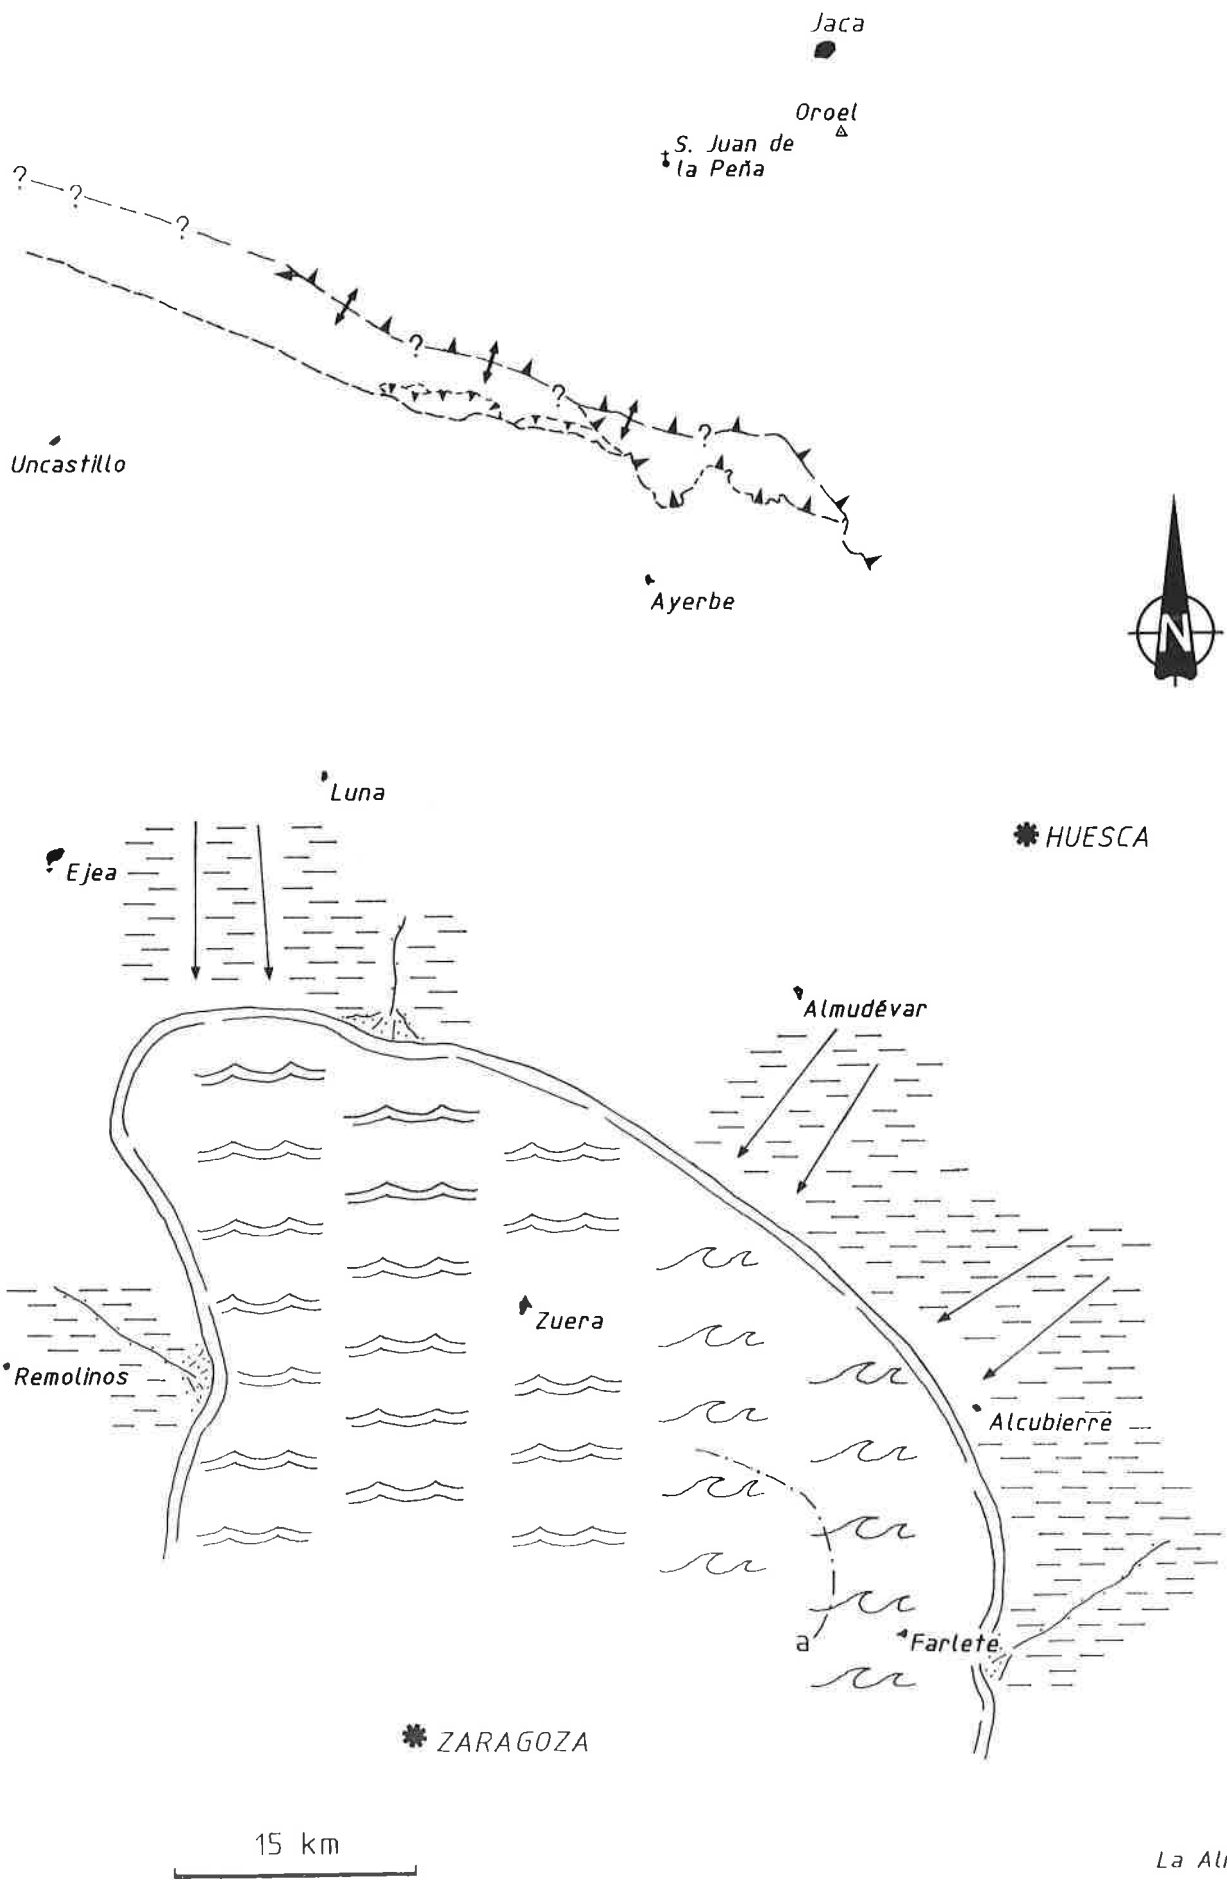 Jaca
Oroel
S. Juan de
la Peña
?
?
?
?
?
?
Uncastillo
Ayerbe
N
Luna
HUESCA
Ejea
Almudévar
Zuera
Remolinos
Alcubierre
a
Farlete
ZARAGOZA
15 km
La